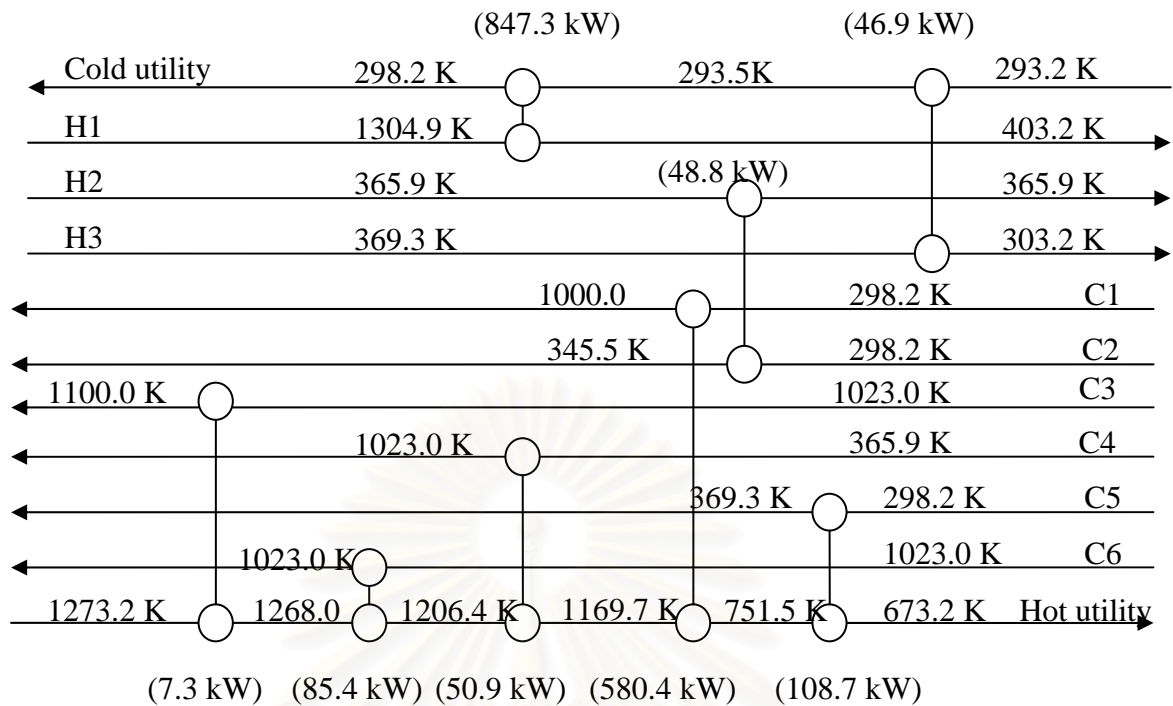 (847.3 kW) (46.9 kW)
Cold utility 298.2 K 293.5K 293.2 K
H1 1304.9 K 403.2 K
(48.8 kW)
H2 365.9 K 365.9 K
H3 369.3 K 303.2 K
1000.0 298.2 K C1
345.5 K 298.2 K C2
1100.0 K 1023.0 K C3
1023.0 K 365.9 K C4
369.3 K 298.2 K C5
1023.0 K 1023.0 K C6
1273.2 K 1268.0 1206.4 K 1169.7 K 751.5 K 673.2 K Hot utility
(7.3 kW) (85.4 kW) (50.9 kW) (580.4 kW) (108.7 kW)